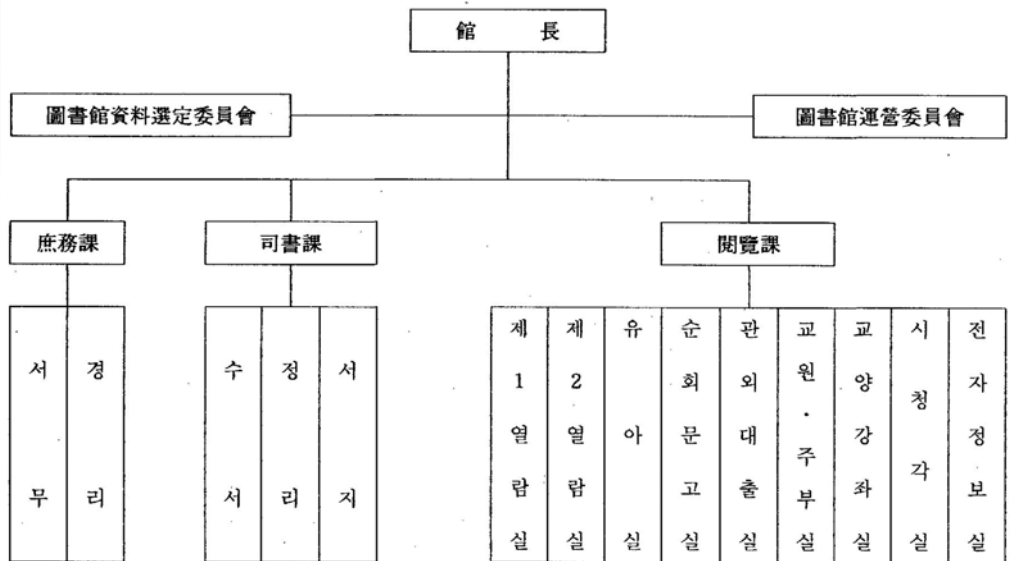 館 長
圖書館資料選定委員會
圖書館運營委員會
庶務課
司書課
閱覽課
서무
경리
수서
정리
서지
제1열람실
제2열람실
유아실
순회문고실
관외대출실
교원·주부실
교양강좌실
시청각실
전자정보실